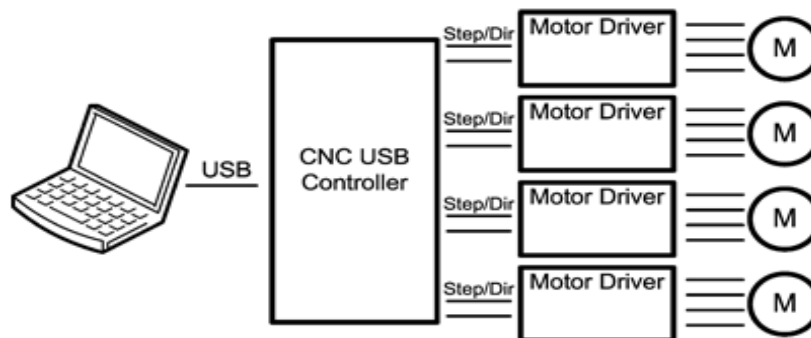 USB
CNC USB
Controller
Step/Dir
Motor Driver
M
Step/Dir
Motor Driver
M
Step/Dir
Motor Driver
M
Step/Dir
Motor Driver
M